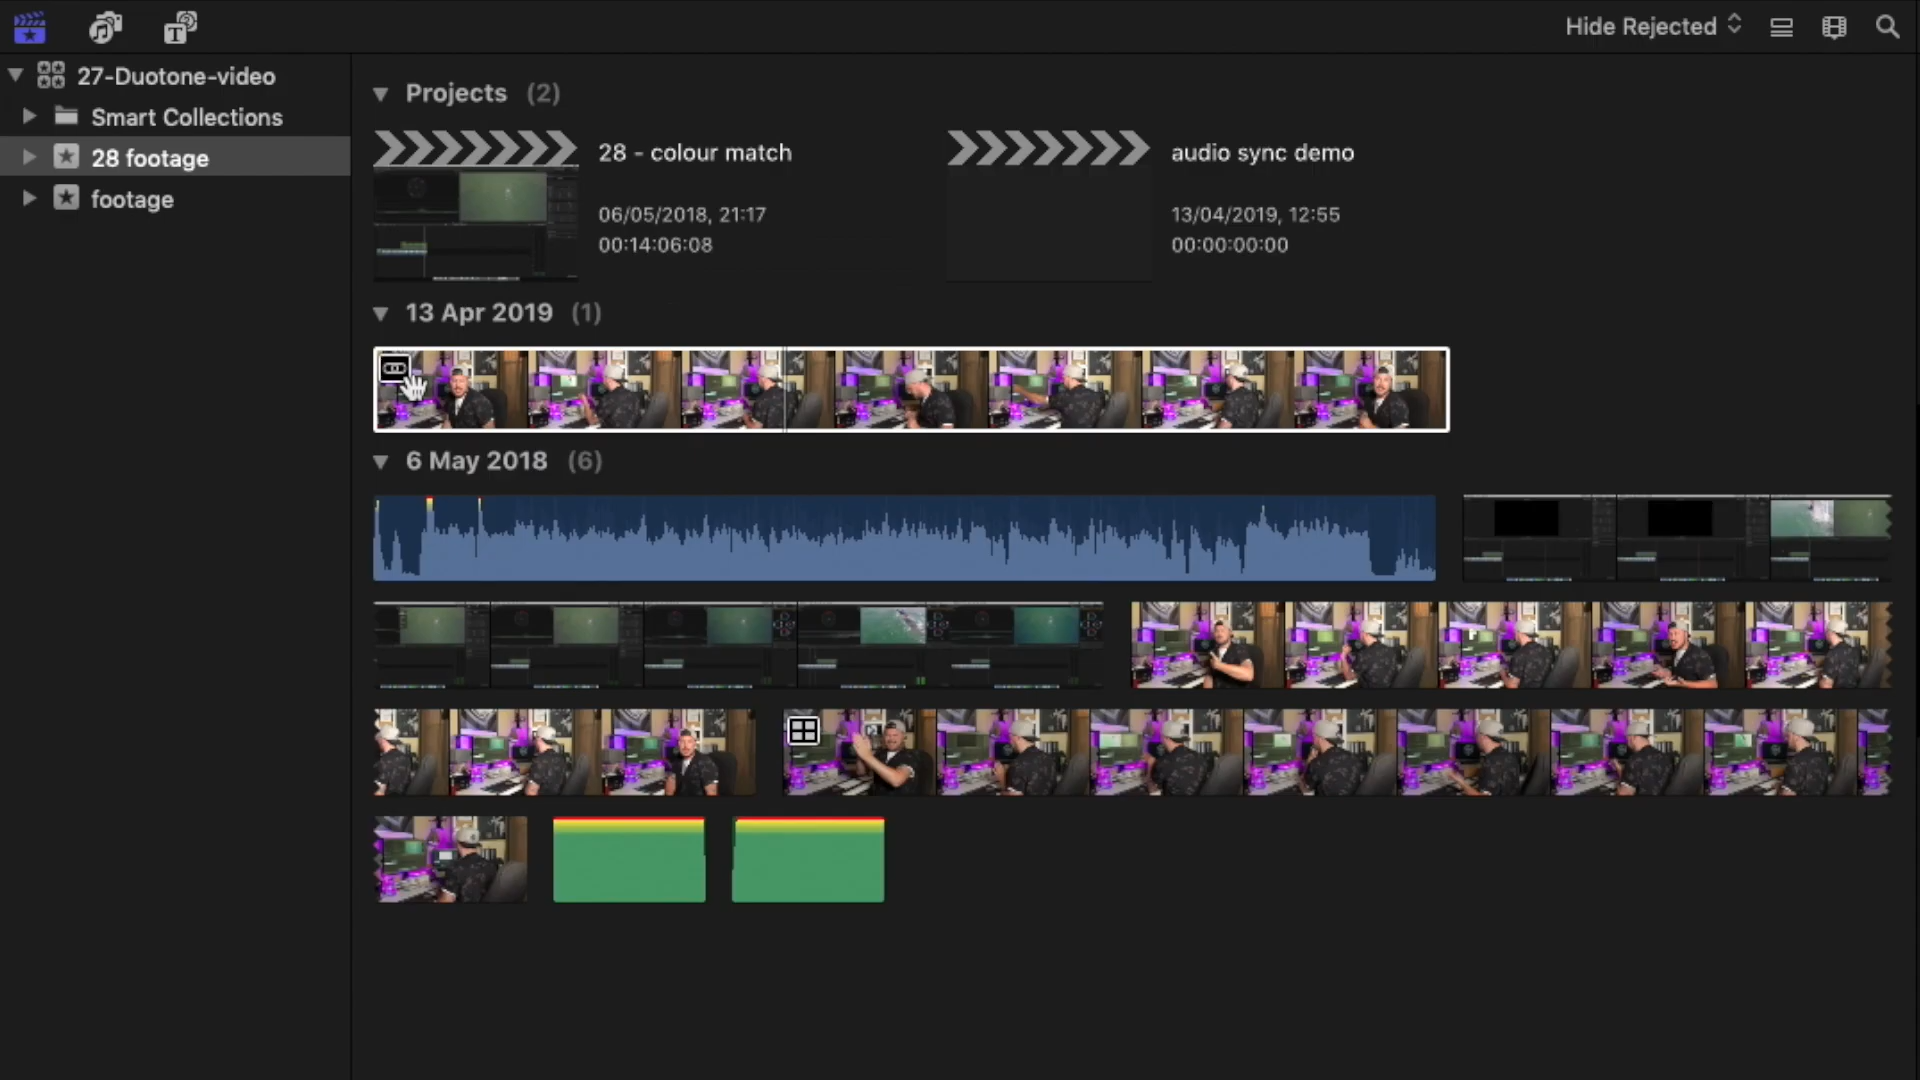 Hide Rejected
27-Duotone-video
Smart Collections
28 footage
footage
Projects (2)
28 - colour match
06/05/2018, 21:17
00:14:06:08
audio sync demo
13/04/2019, 12:55
00:00:00:00
13 Apr 2019 (1)
6 May 2018 (6)